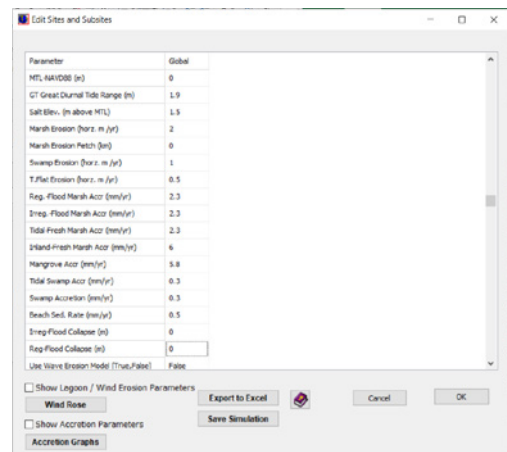 Edit Sites and Subsites
Parameter Global
MTL-NAVD88 (m) 0
GT Great Diurnal Tide Range (m) 1.9
Salt Elev. (m above MTL) 1.5
Marsh Erosion (horz. m /yr) 2
Marsh Erosion Fetch (km) 0
Swamp Erosion (horz. m /yr) 1
T.Flat Erosion (horz. m /yr) 0.5
Reg.-Flood Marsh Accr (mm/yr) 2.3
Irreg.-Flood Marsh Accr (mm/yr) 2.3
Tidal-Fresh Marsh Accr (mm/yr) 2.3
Inland-Fresh Marsh Accr (mm/yr) 6
Mangrove Accr (mm/yr) 5.8
Tidal Swamp Accr (mm/yr) 0.3
Swamp Accretion (mm/yr) 0.3
Beach Sed. Rate (mm/yr) 0.5
Irreg-Flood Collapse (m) 0
Reg-Flood Collapse (m) 0
Use Wave Erosion Model [True,False] False
Show Lagoon / Wind Erosion Parameters
Wind Rose
Export to Excel
Cancel
OK
Show Accretion Parameters
Save Simulation
Accretion Graphs